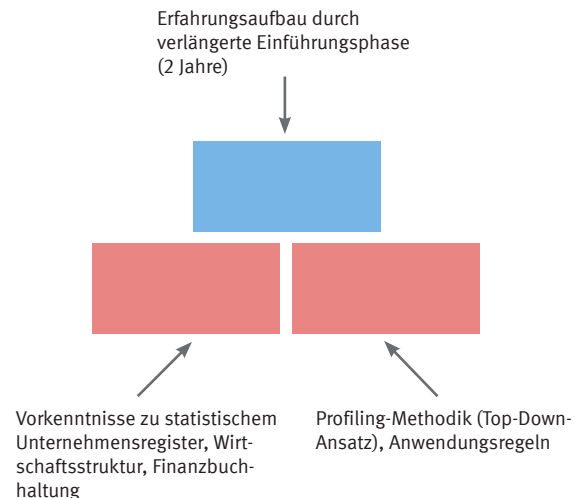 Erfahrungsaufbau durch
verlängerte Einführungsphase
(2 Jahre)
Vorkenntnisse zu statistischem
Unternehmensregister, Wirt-
schaftsstruktur, Finanzbuch-
haltung
Profiling-Methodik (Top-Down-
Ansatz), Anwendungsregeln